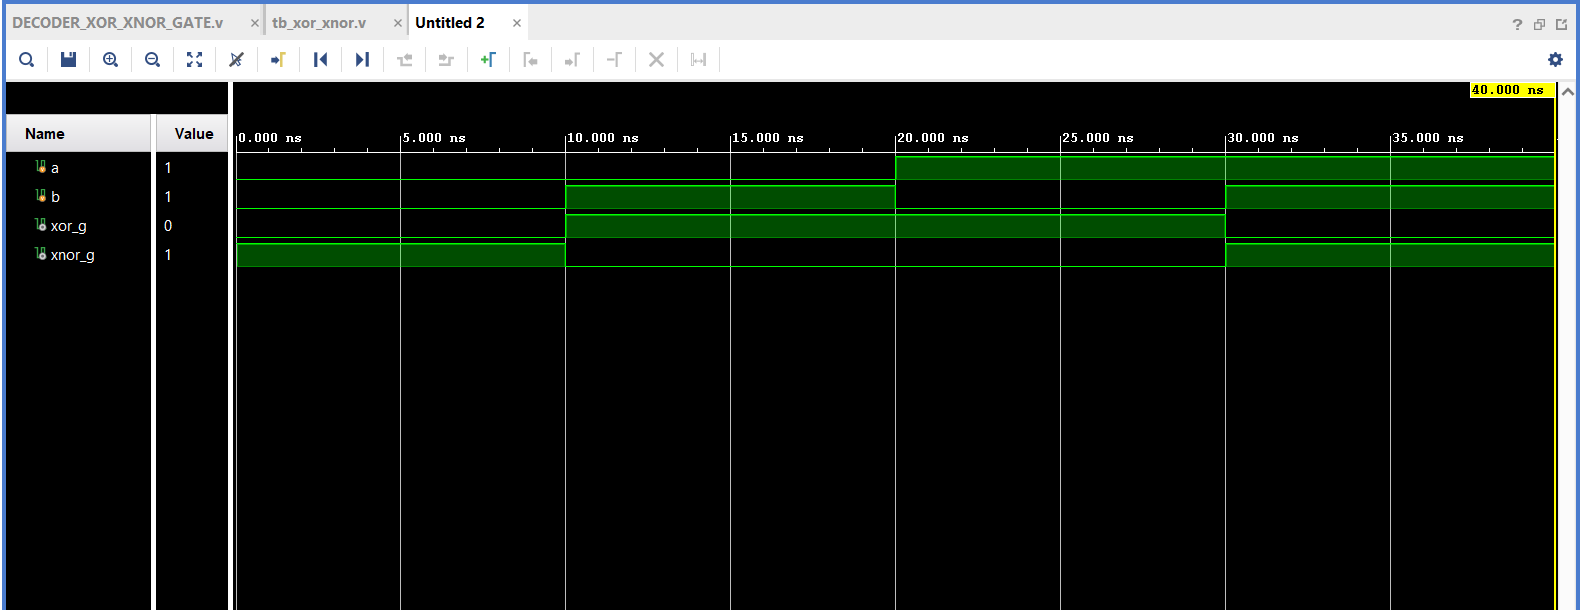 DECODER_XOR_XNOR_GATE.v × tb_xor_xnor.v × Untitled 2 × ?
40.000 ns
Name Value 0.000 ns 5.000 ns 10.000 ns 15.000 ns 20.000 ns 25.000 ns 30.000 ns 35.000 ns
a 1
b 1
xor_g 0
xnor_g 1